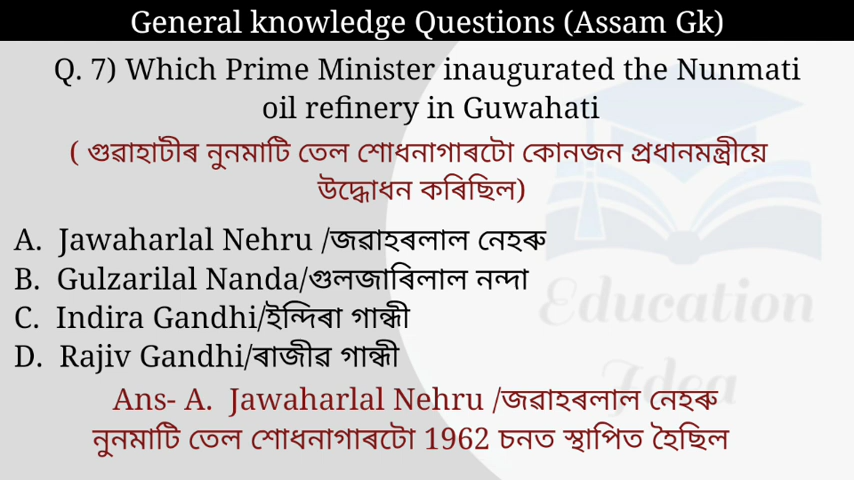 General knowledge Questions (Assam Gk)
Q. 7) Which Prime Minister inaugurated the Nunmati
oil refinery in Guwahati
( গুৱাহাটীৰ নুনমাটি তেল শোধনাগাৰটো কোনজন প্ৰধানমন্ত্ৰীয়ে
উদ্ধোধন কৰিছিল)
A. Jawaharlal Nehru /জৱাহৰলাল নেহৰু
B. Gulzarilal Nanda/গুলজাৰিলাল নন্দা
C. Indira Gandhi/ইন্দিৰা গান্ধী
D. Rajiv Gandhi/ৰাজীৱ গান্ধী
Education
Idea
Ans- A. Jawaharlal Nehru /জৱাহৰলাল নেহৰু
নুনমাটি তেল শোধনাগাৰটো 1962 চনত স্থাপিত হৈছিল